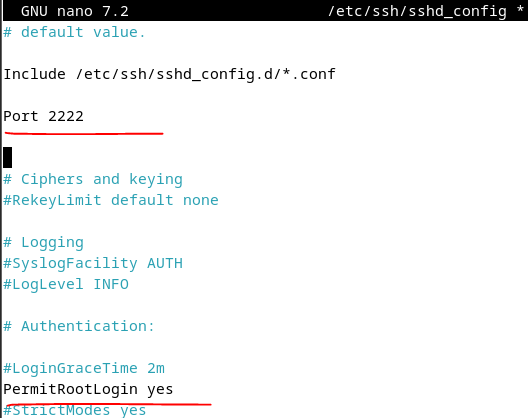 GNU nano 7.2 /etc/ssh/sshd_config *
# default value.
Include /etc/ssh/sshd_config.d/*.conf
Port 2222
# Ciphers and keying
#RekeyLimit default none
# Logging
#SyslogFacility AUTH
#LogLevel INFO
# Authentication:
#LoginGraceTime 2m
PermitRootLogin yes
#StrictModes yes